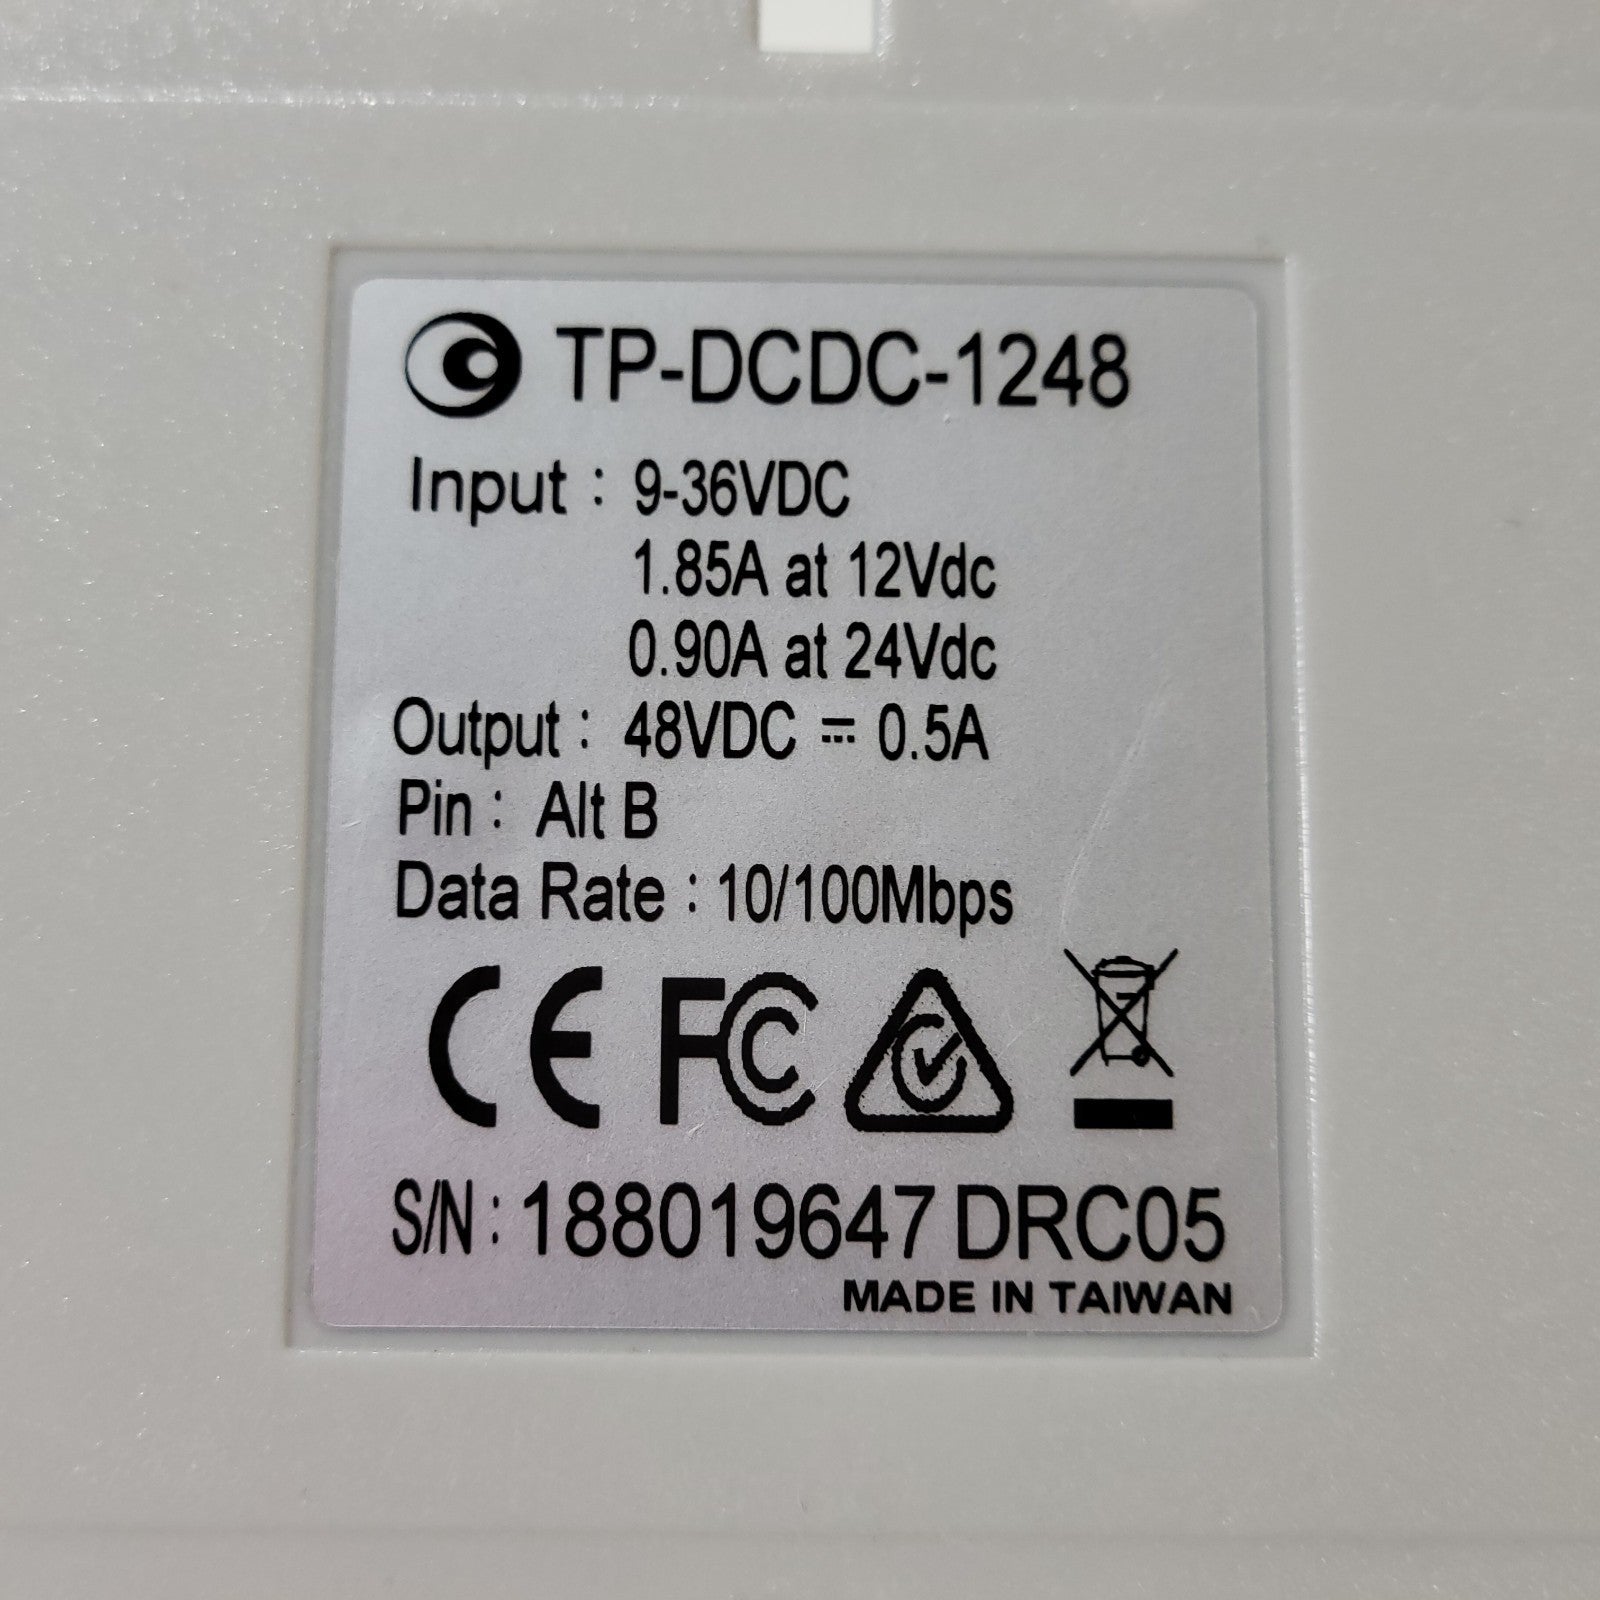 TP-DCDC-1248
Input : 9-36VDC
1.85A at 12Vdc
0.90A at 24Vdc
Output : 48VDC ⎓ 0.5A
Pin : Alt B
Data Rate : 10/100Mbps
CE FC
S/N : 188019647 DRC05
MADE IN TAIWAN